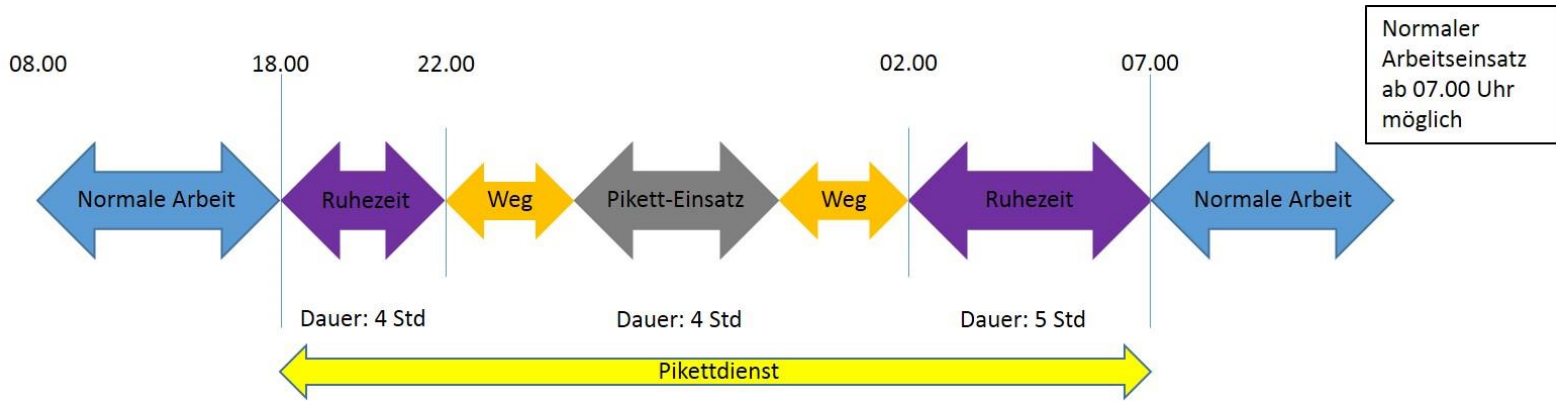 Normaler
Arbeitseinsatz
ab 07.00 Uhr
möglich
08.00 18.00 22.00 02.00 07.00
Normale Arbeit Ruhezeit Weg Pikett-Einsatz Weg Ruhezeit Normale Arbeit
Dauer: 4 Std Dauer: 4 Std Dauer: 5 Std
Pikettdienst